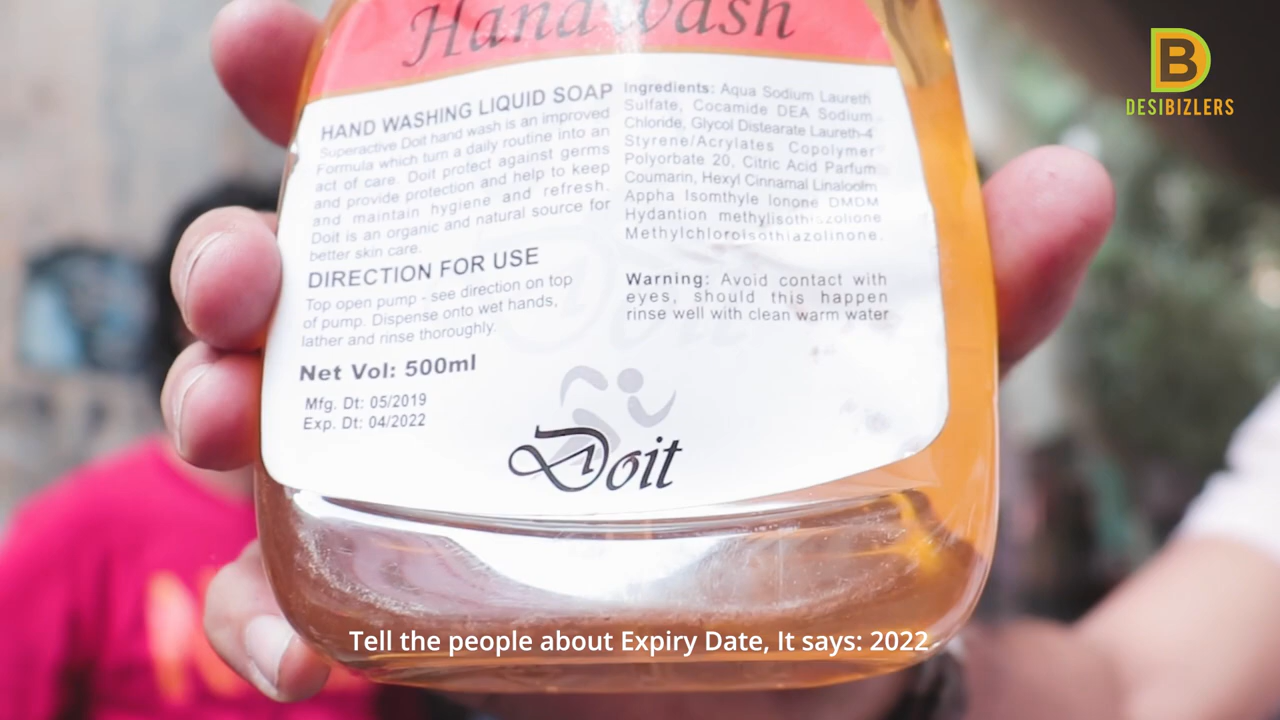 Handwash
HAND WASHING LIQUID SOAP
Superactive Doit hand wash is an improved
Formula which turn a daily routine into an
act of care. Doit protect against germs
and provide protection and help to keep
and maintain hygiene and refresh.
Doit is an organic and natural source for
better skin care.
DIRECTION FOR USE
Top open pump - see direction on top
of pump. Dispense onto wet hands,
lather and rinse thoroughly.
Net Vol: 500ml
Mfg. Dt: 05/2019
Exp. Dt: 04/2022
Ingredients: Aqua Sodium Laureth
Sulfate, Cocamide DEA Sodium
Chloride, Glycol Distearate Laureth-4
Styrene/Acrylates Copolymer
Polyorbate 20, Citric Acid Parfum
Coumarin, Hexyl Cinnamal Linaloolm
Appha Isomthyle Ionone DMDM
Hydantion methylisothiazolione
Methylchloroisothiazolinone.
Warning: Avoid contact with
eyes, should this happen
rinse well with clean warm water
Doit
Doit
B
DESIBIZLERS
Tell the people about Expiry Date, It says: 2022